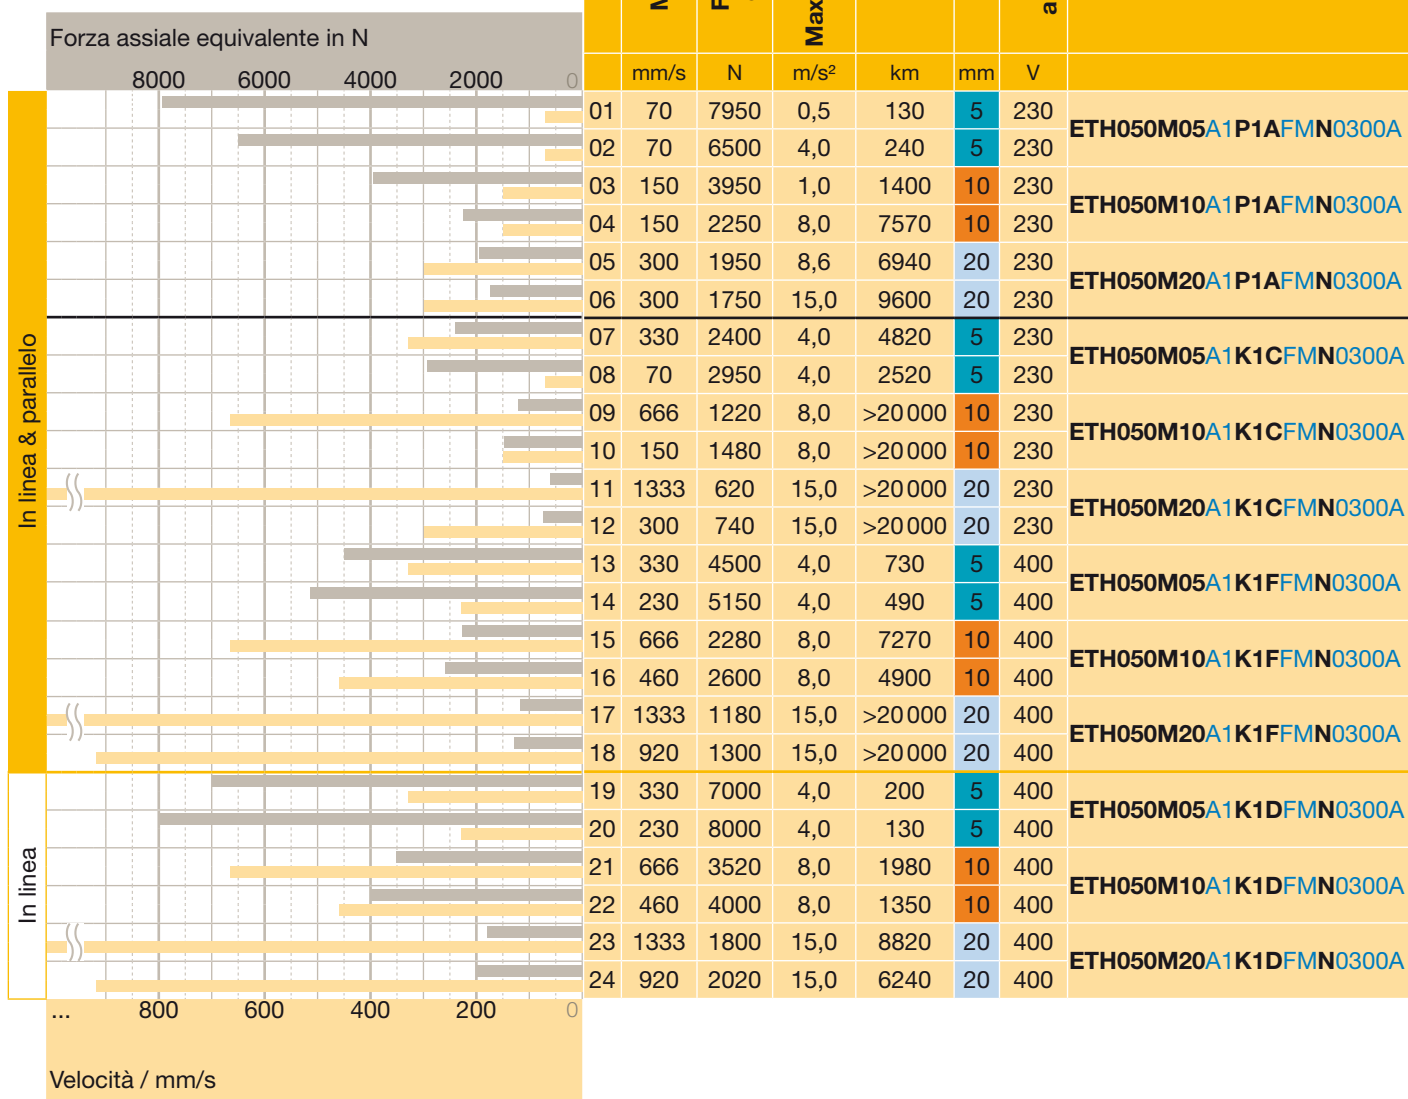 Forza assiale equivalente in N
8000 6000 4000 2000 0
mm/s N m/s² km mm V
Max
a
In linea & parallelo
01 70 7950 0,5 130 5 230
ETH050M05A1P1AFMN0300A
02 70 6500 4,0 240 5 230
03 150 3950 1,0 1400 10 230
ETH050M10A1P1AFMN0300A
04 150 2250 8,0 7570 10 230
05 300 1950 8,6 6940 20 230
ETH050M20A1P1AFMN0300A
06 300 1750 15,0 9600 20 230
07 330 2400 4,0 4820 5 230
ETH050M05A1K1CFMN0300A
08 70 2950 4,0 2520 5 230
09 666 1220 8,0 >20000 10 230
ETH050M10A1K1CFMN0300A
10 150 1480 8,0 >20000 10 230
11 1333 620 15,0 >20000 20 230
ETH050M20A1K1CFMN0300A
12 300 740 15,0 >20000 20 230
13 330 4500 4,0 730 5 400
ETH050M05A1K1FFMN0300A
14 230 5150 4,0 490 5 400
15 666 2280 8,0 7270 10 400
ETH050M10A1K1FFMN0300A
16 460 2600 8,0 4900 10 400
17 1333 1180 15,0 >20000 20 400
ETH050M20A1K1FFMN0300A
18 920 1300 15,0 >20000 20 400
In linea
19 330 7000 4,0 200 5 400
ETH050M05A1K1DFMN0300A
20 230 8000 4,0 130 5 400
21 666 3520 8,0 1980 10 400
ETH050M10A1K1DFMN0300A
22 460 4000 8,0 1350 10 400
23 1333 1800 15,0 8820 20 400
ETH050M20A1K1DFMN0300A
24 920 2020 15,0 6240 20 400
... 800 600 400 200 0
Velocità / mm/s